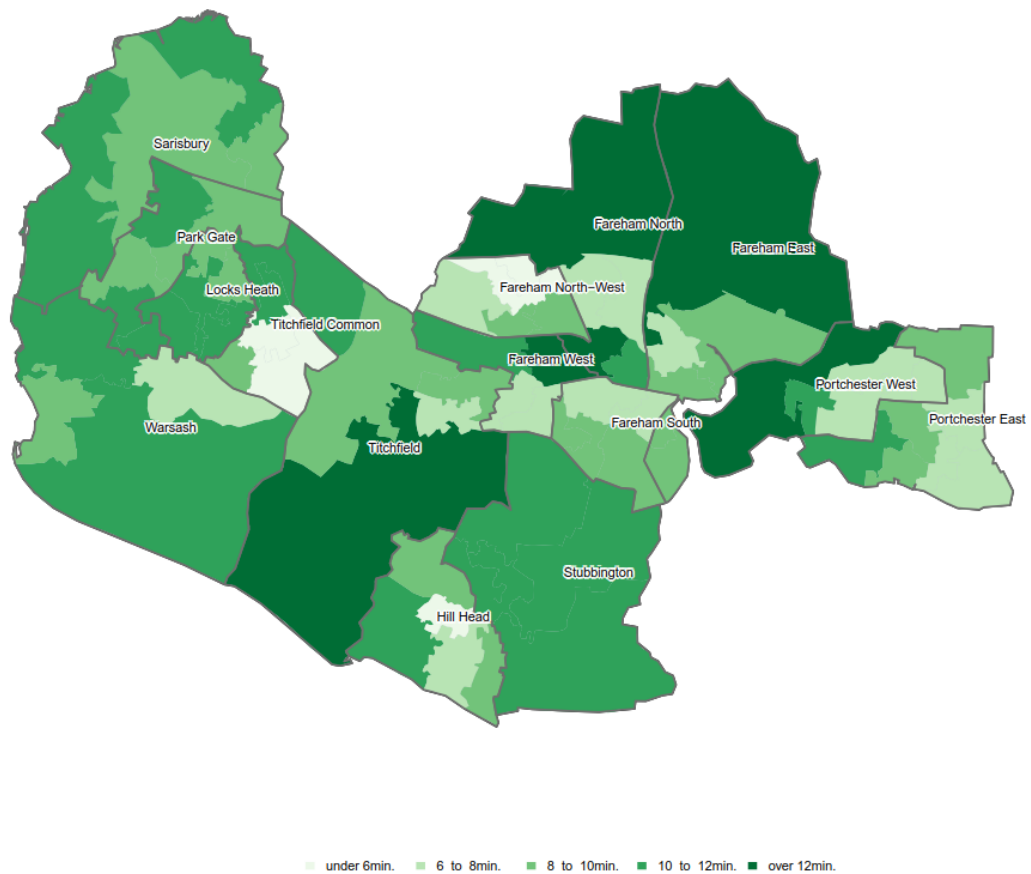 Sarisbury
Fareham North
Park Gate
Fareham East
Locks Heath
Fareham North−West
Titchfield Common
Fareham West
Portchester West
Warsash
Fareham South
Portchester East
Titchfield
Stubbington
Hill Head
under 6min.
6 to 8min.
8 to 10min.
10 to 12min.
over 12min.